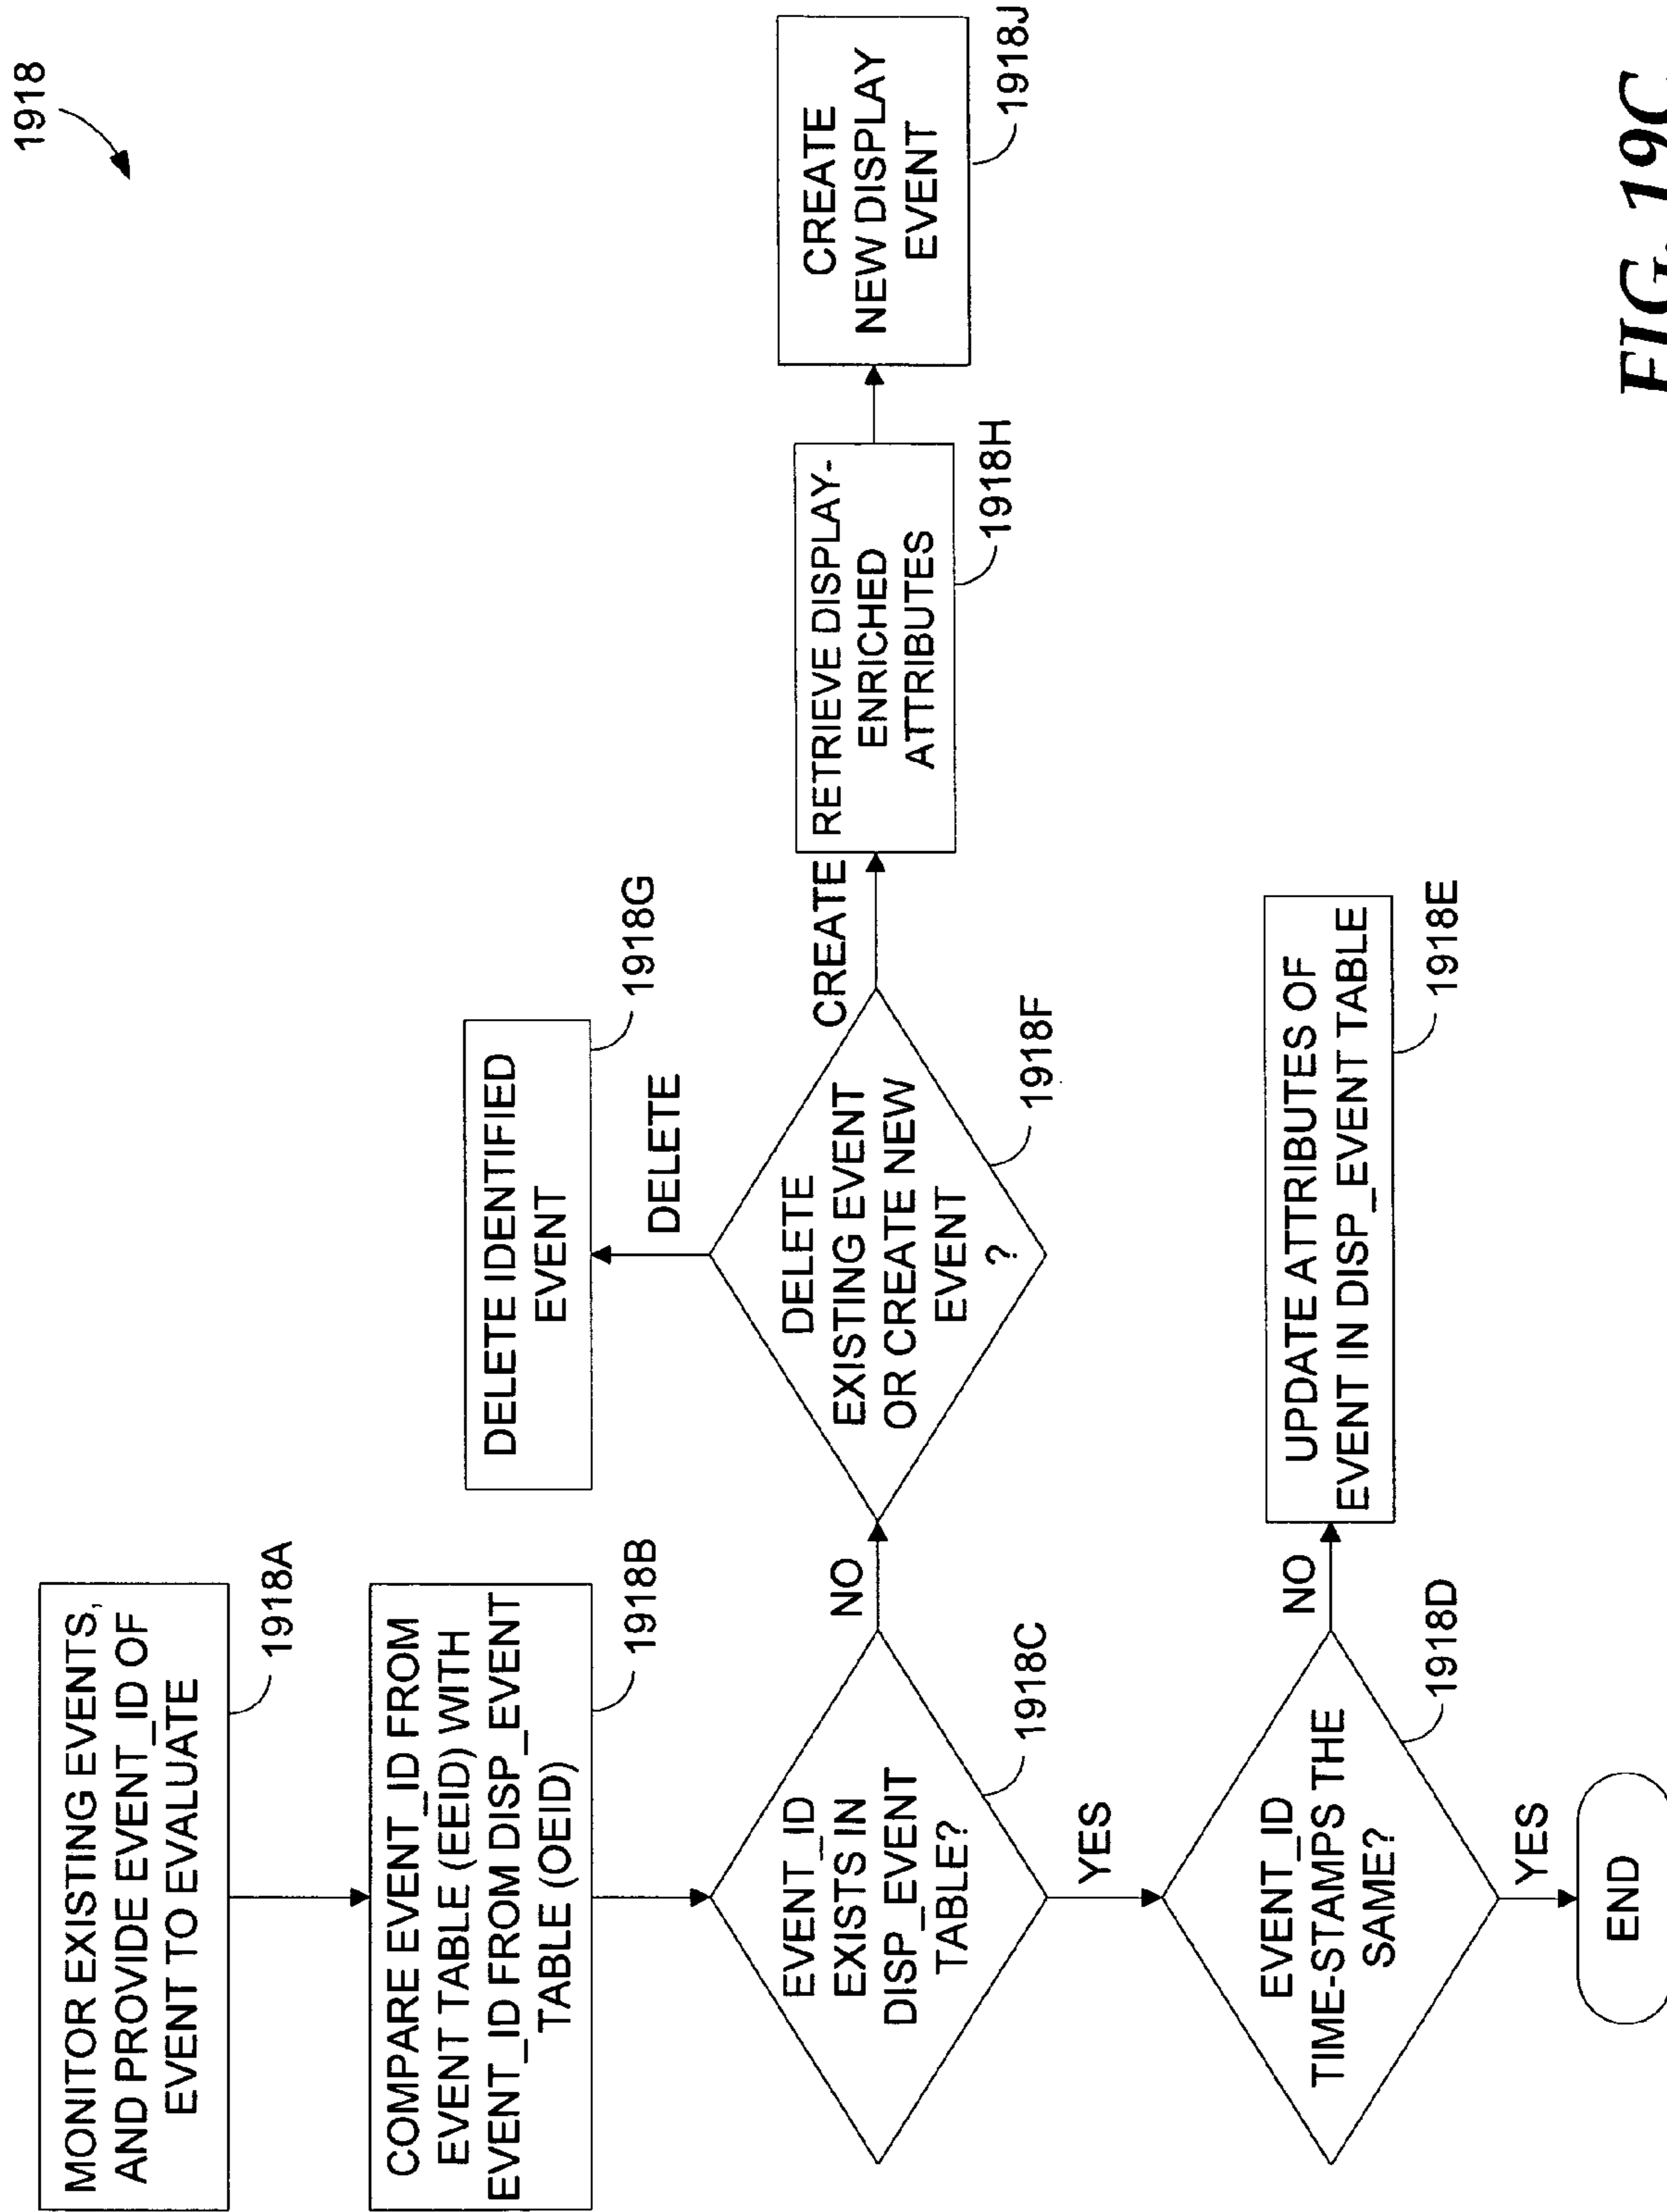 1918
MONITOR EXISTING EVENTS,
AND PROVIDE EVENT_ID OF
EVENT TO EVALUATE
1918A
COMPARE EVENT_ID FROM
EVENT TABLE (EEID) WITH
EVENT_ID FROM DISP_EVENT
TABLE (OEID)
1918B
EVENT_ID
EXISTS IN
DISP_EVENT
TABLE?
1918C
NO
YES
DELETE
EXISTING EVENT
OR CREATE NEW
EVENT
?
1918F
DELETE
DELETE IDENTIFIED
EVENT
1918G
CREATE
RETRIEVE DISPLAY-
ENRICHED
ATTRIBUTES
1918H
CREATE
NEW DISPLAY
EVENT
1918J
EVENT_ID
TIME-STAMPS THE
SAME?
1918D
NO
UPDATE ATTRIBUTES OF
EVENT IN DISP_EVENT TABLE
1918E
YES
END
FIG. 19C